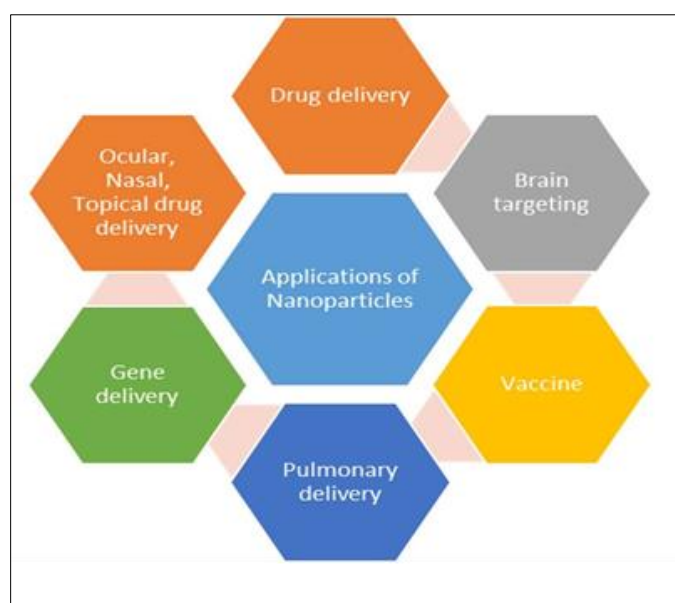 Drug delivery
Ocular,
Nasal,
Topical drug
delivery
Brain
targeting
Applications of
Nanoparticles
Gene
delivery
Vaccine
Pulmonary
delivery